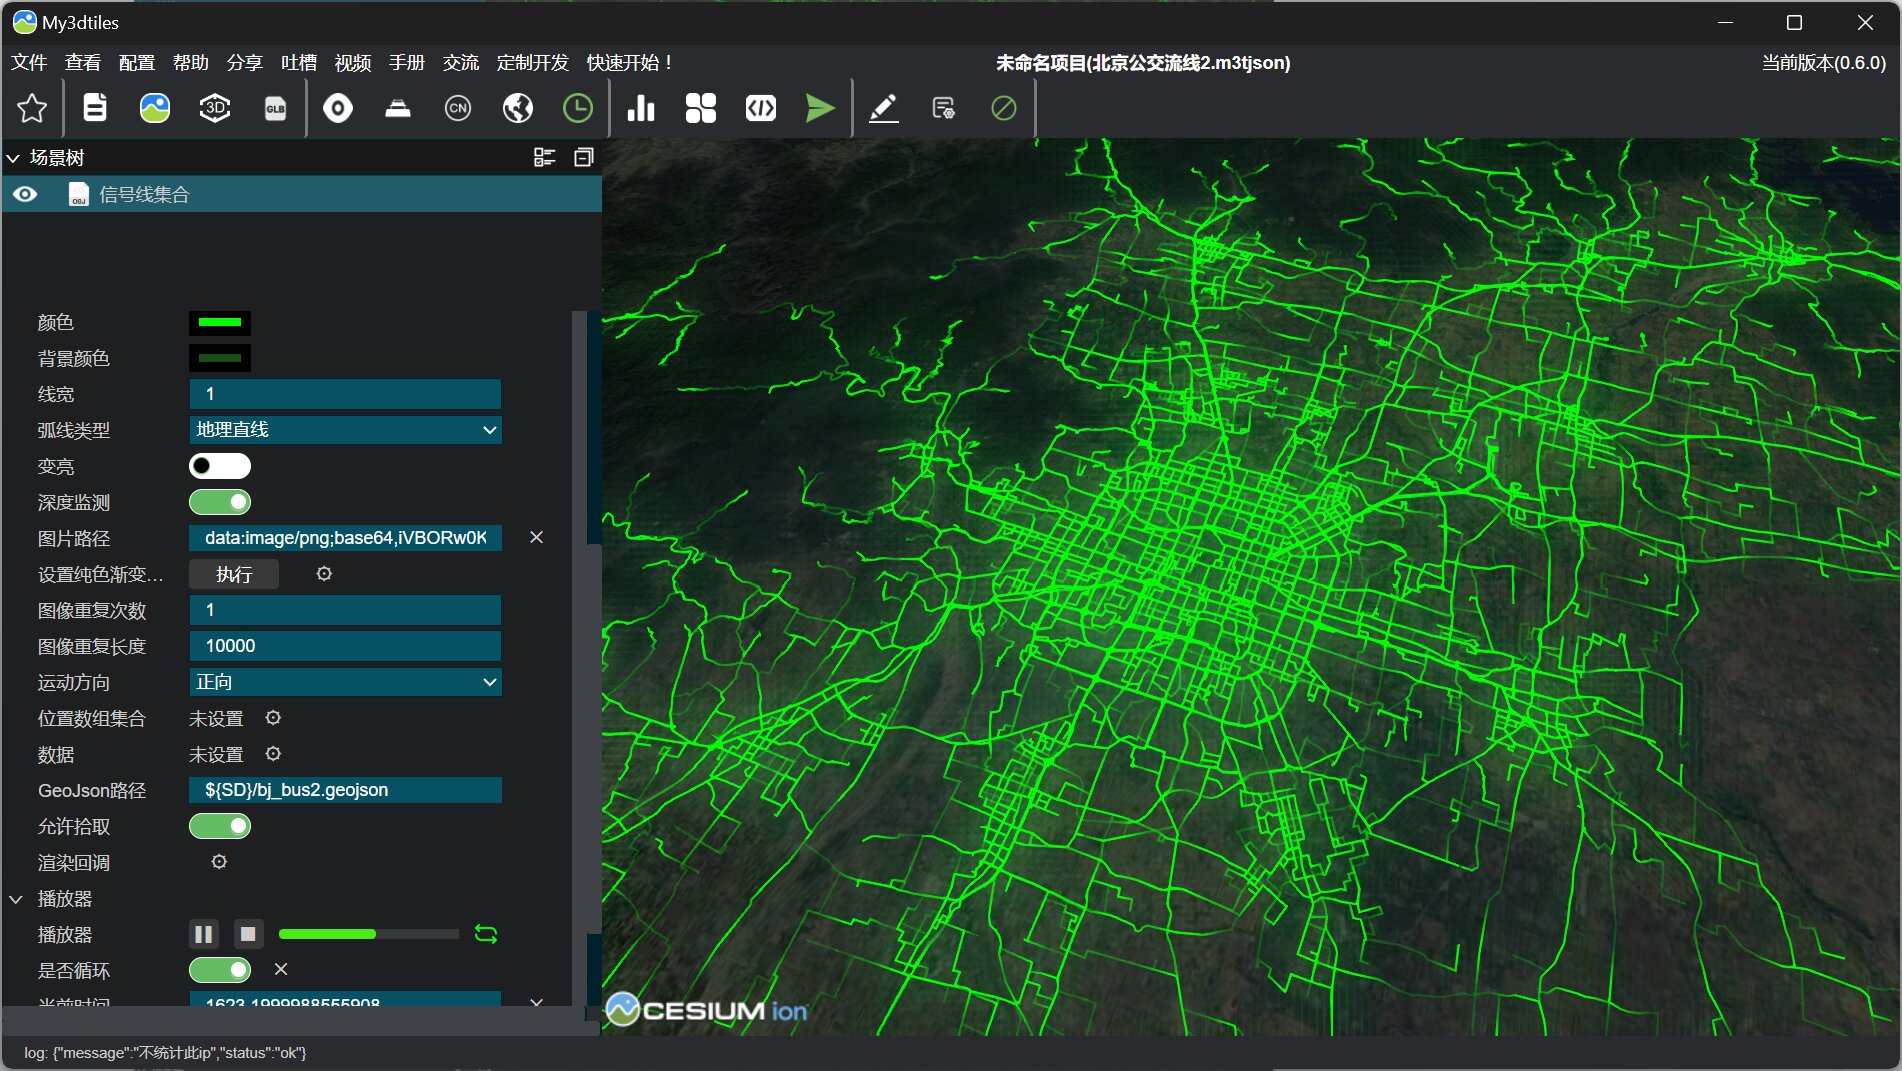 My3dtiles
文件 查看 配置 帮助 分享 吐槽 视频 手册 交流 定制开发 快速开始！ 未命名项目(北京公交流线2.m3tjson) 当前版本(0.6.0)
3D GLB CN
场景树
OBJ 信号线集合
颜色
背景颜色
线宽 1
弧线类型 地理直线
变亮
深度监测
图片路径 data:image/png;base64,iVBORw0K
设置纯色渐变... 执行
图像重复次数 1
图像重复长度 10000
运动方向 正向
位置数组集合 未设置
数据 未设置
GeoJson路径 ${SD}/bj_bus2.geojson
允许拾取
渲染回调
播放器
播放器
是否循环
当前时间 1623.1999988555908
CESIUM ion
log: {"message":"不统计此ip","status":"ok"}